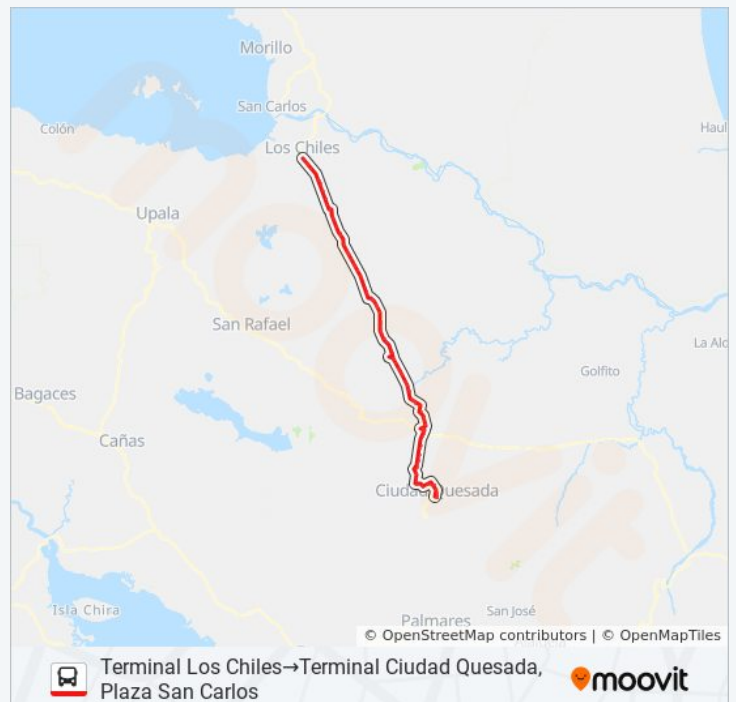 Morillo
San Carlos
Colón
Haul
Los Chiles
Upala
San Rafael
La Alo
Golfito
Bagaces
Cañas
Ciudad Quesada
Isla Chira
Palmares
San José
© OpenStreetMap contributors | © OpenMapTiles
Terminal Los Chiles→Terminal Ciudad Quesada,
Plaza San Carlos
moovit
moovit